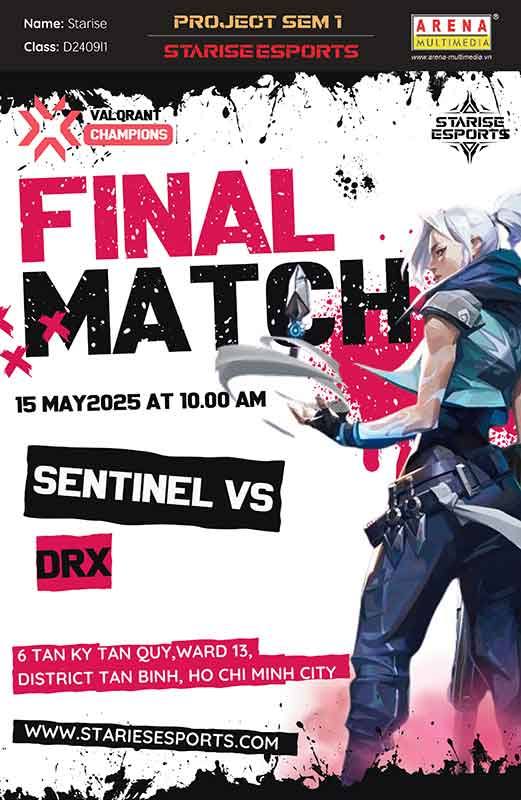 Name: Starise
Class: D2409I1
PROJECT SEM 1
STARISE ESPORTS
ARENA
MULTIMEDIA
®
www.arena-multimedia.vn
VALORANT
CHAMPIONS
STARISE
ESPORTS
FINAL
MATCH
15 MAY2025 AT 10.00 AM
SENTINEL VS
DRX
6 TAN KY TAN QUY,WARD 13,
DISTRICT TAN BINH, HO CHI MINH CITY
WWW.STARIESESPORTS.COM